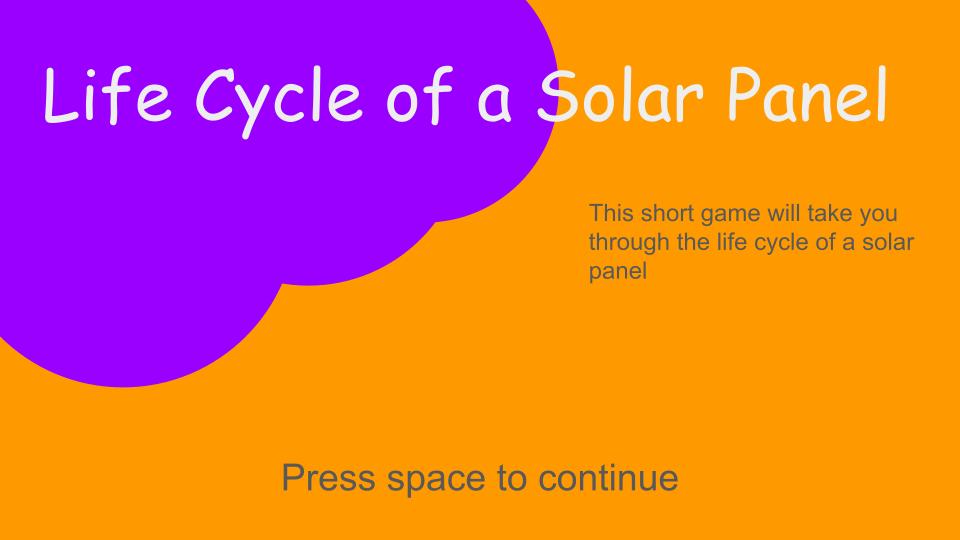 Life Cycle of a Solar Panel
This short game will take you
through the life cycle of a solar
panel
Press space to continue